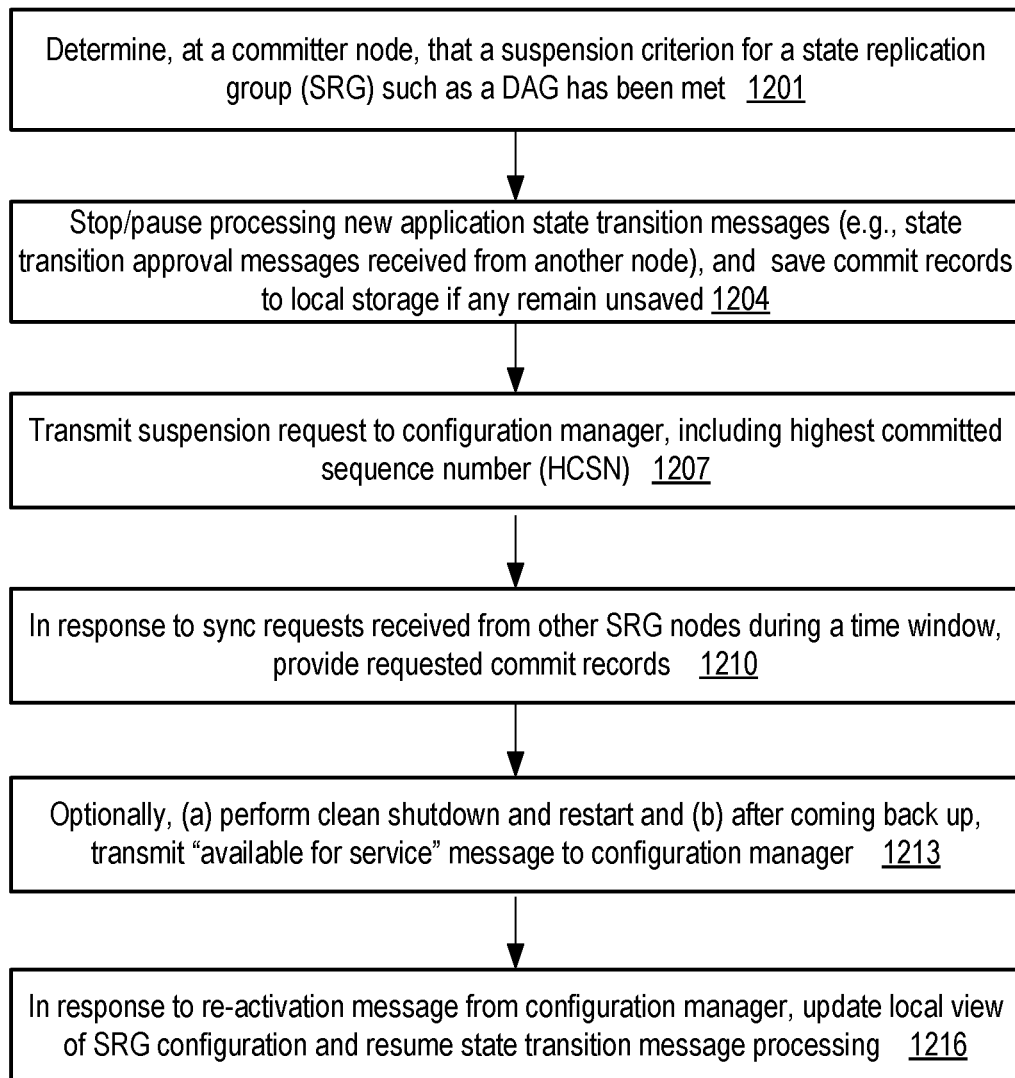 Determine, at a committer node, that a suspension criterion for a state replication
group (SRG) such as a DAG has been met 1201
Stop/pause processing new application state transition messages (e.g., state
transition approval messages received from another node), and save commit records
to local storage if any remain unsaved 1204
Transmit suspension request to configuration manager, including highest committed
sequence number (HCSN) 1207
In response to sync requests received from other SRG nodes during a time window,
provide requested commit records 1210
Optionally, (a) perform clean shutdown and restart and (b) after coming back up,
transmit “available for service” message to configuration manager 1213
In response to re-activation message from configuration manager, update local view
of SRG configuration and resume state transition message processing 1216